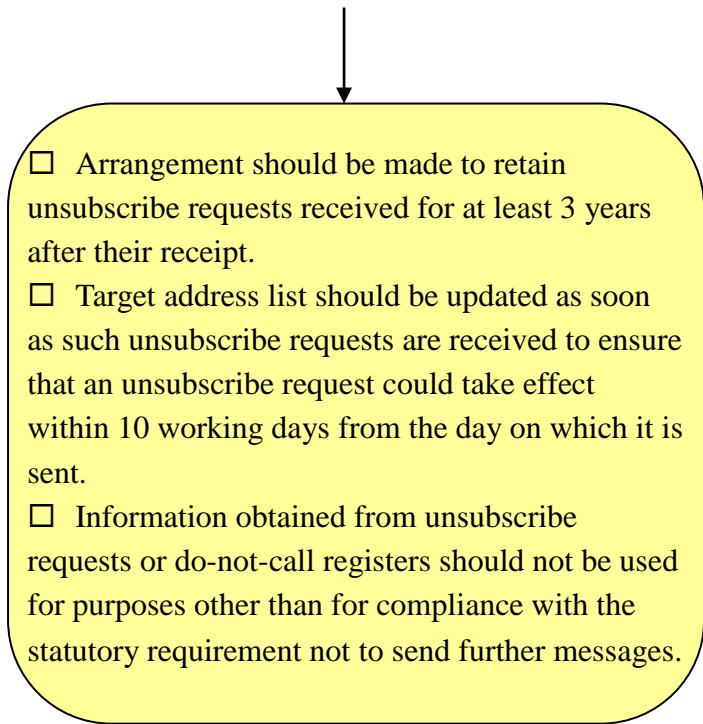 ☐ Arrangement should be made to retain
unsubscribe requests received for at least 3 years
after their receipt.
☐ Target address list should be updated as soon
as such unsubscribe requests are received to ensure
that an unsubscribe request could take effect
within 10 working days from the day on which it is
sent.
☐ Information obtained from unsubscribe
requests or do-not-call registers should not be used
for purposes other than for compliance with the
statutory requirement not to send further messages.